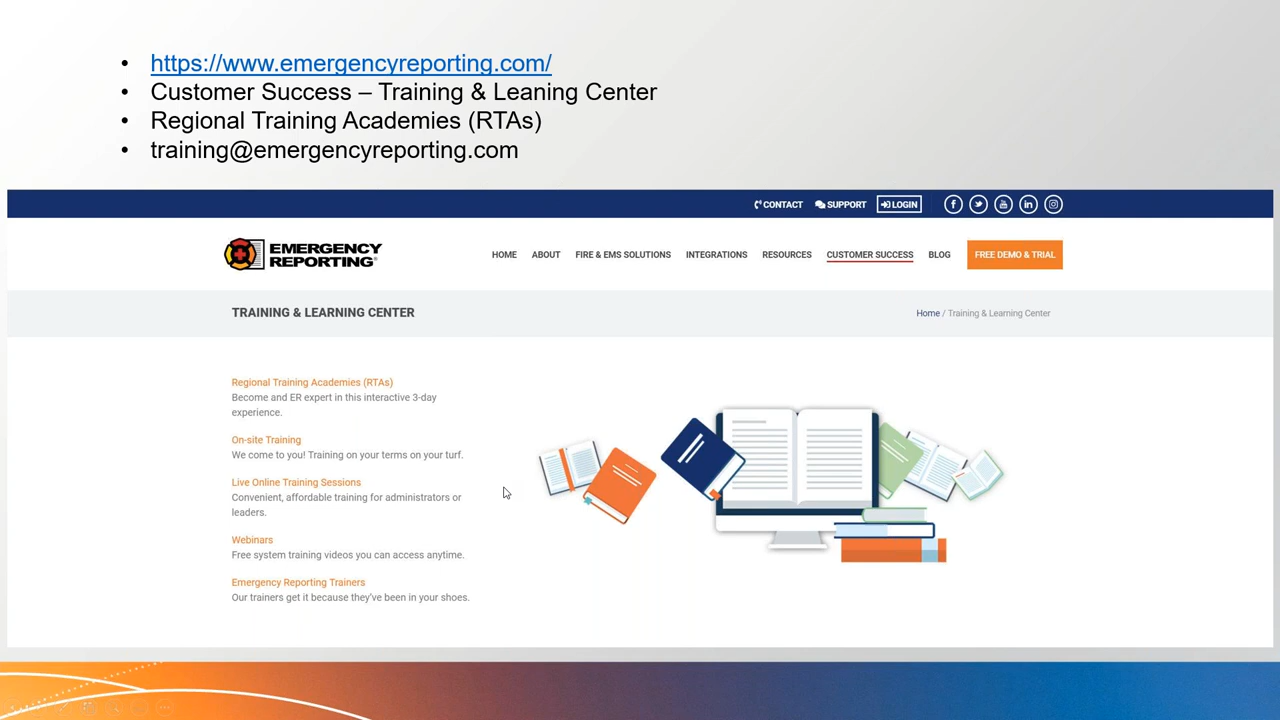 • https://www.emergencyreporting.com/
• Customer Success – Training & Leaning Center
• Regional Training Academies (RTAs)
• training@emergencyreporting.com
CONTACT SUPPORT LOGIN
EMERGENCY REPORTING®
HOME ABOUT FIRE & EMS SOLUTIONS INTEGRATIONS RESOURCES CUSTOMER SUCCESS BLOG FREE DEMO & TRIAL
TRAINING & LEARNING CENTER
Home / Training & Learning Center
Regional Training Academies (RTAs)
Become and ER expert in this interactive 3-day
experience.
On-site Training
We come to you! Training on your terms on your turf.
Live Online Training Sessions
Convenient, affordable training for administrators or
leaders.
Webinars
Free system training videos you can access anytime.
Emergency Reporting Trainers
Our trainers get it because they've been in your shoes.